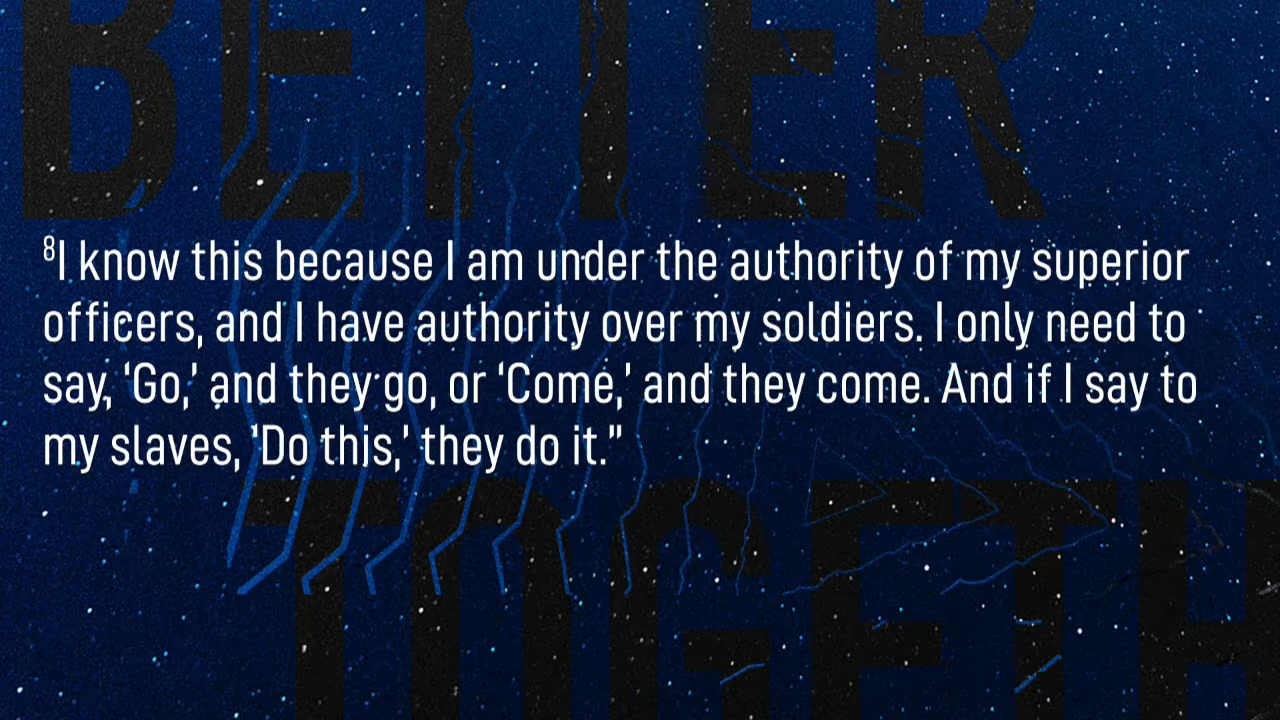 BETTER
⁸I know this because I am under the authority of my superior
officers, and I have authority over my soldiers. I only need to
say, ‘Go,’ and they go, or ‘Come,’ and they come. And if I say to
my slaves, ‘Do this,’ they do it.”
TOGETH